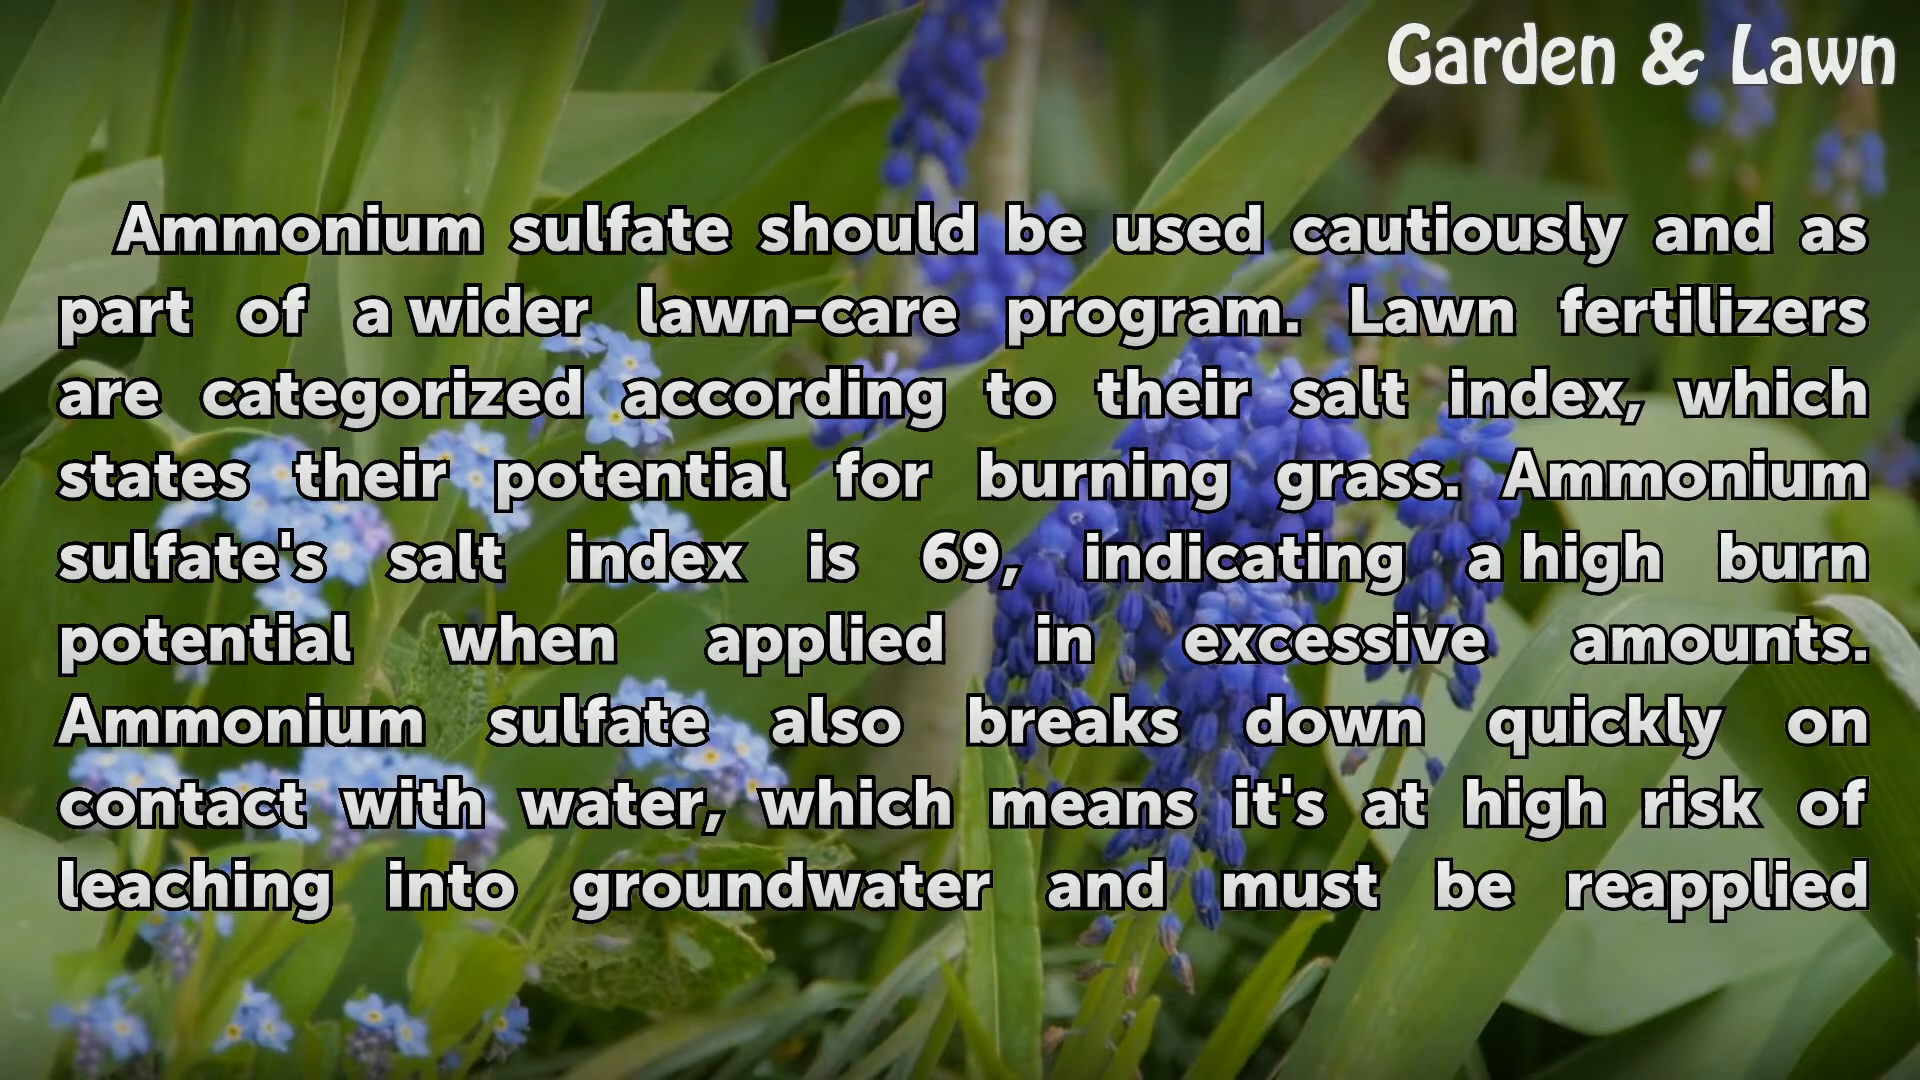 Garden & Lawn
Ammonium sulfate should be used cautiously and as
part of a wider lawn-care program. Lawn fertilizers
are categorized according to their salt index, which
states their potential for burning grass. Ammonium
sulfate's salt index is 69, indicating a high burn
potential when applied in excessive amounts.
Ammonium sulfate also breaks down quickly on
contact with water, which means it's at high risk of
leaching into groundwater and must be reapplied